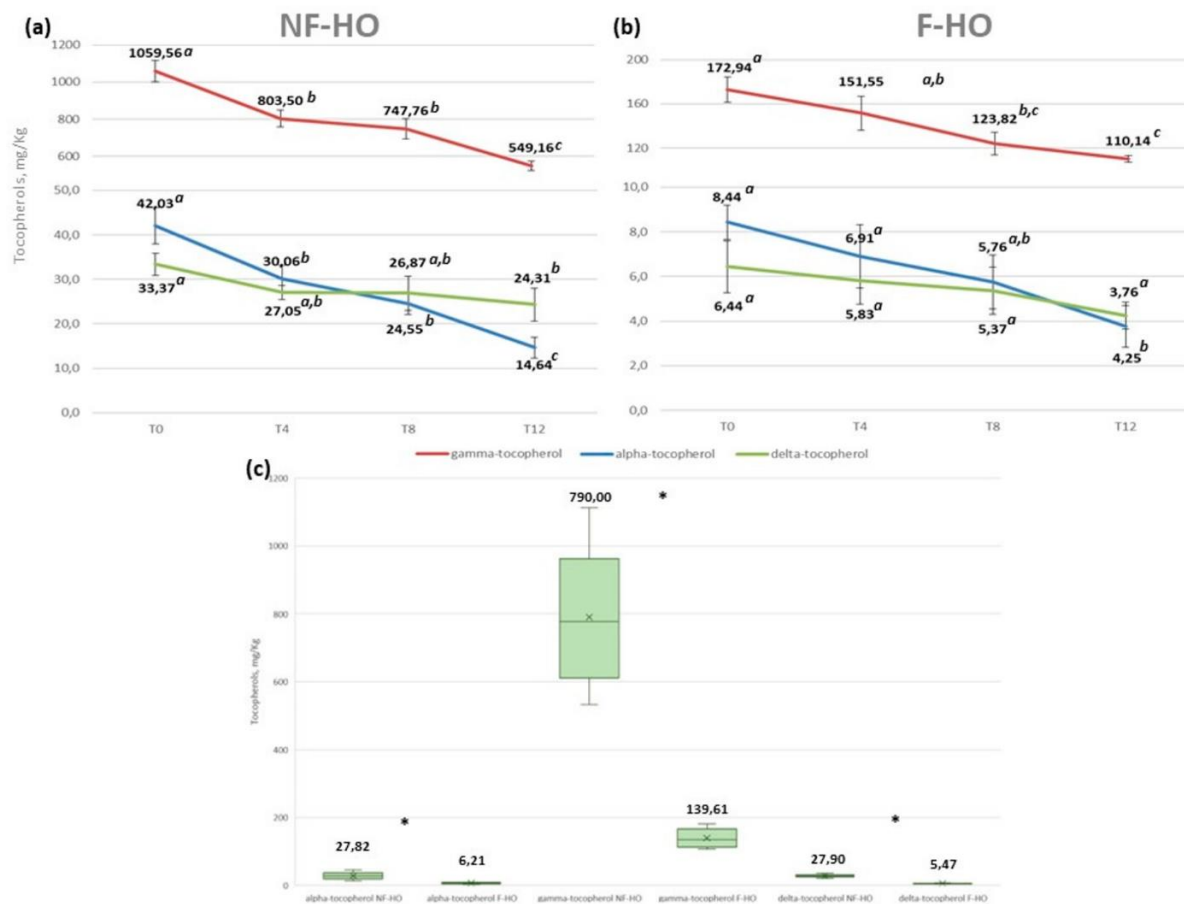 (a) NF-HO
1200
1059,56 a
1000
803,50 b
747,76 b
800
549,16 c
600
50,0
42,03 a
40,0
30,06 b
26,87 a,b
24,31 b
30,0
33,37 a
27,05 a,b
24,55 b
20,0
14,64 c
10,0
0,0
T0 T4 T8 T12
Tocopherols, mg/Kg
(b) F-HO
200
172,94 a
151,55 a,b
160
123,82 b,c
110,14 c
120
10,0
8,44 a
8,0
6,91 a
5,76 a,b
3,76 a
6,0
6,44 a
5,83 a
5,37 a
4,0
4,25 b
2,0
0,0
T0 T4 T8 T12
gamma-tocopherol alpha-tocopherol delta-tocopherol
(c)
1200
790,00 *
1000
800
600
400
200
139,61
27,82 *
6,21
27,90 *
5,47
0
Tocopherols, mg/Kg
alpha-tocopherol NF-HO alpha-tocopherol F-HO gamma-tocopherol NF-HO gamma-tocopherol F-HO delta-tocopherol NF-HO delta-tocopherol F-HO